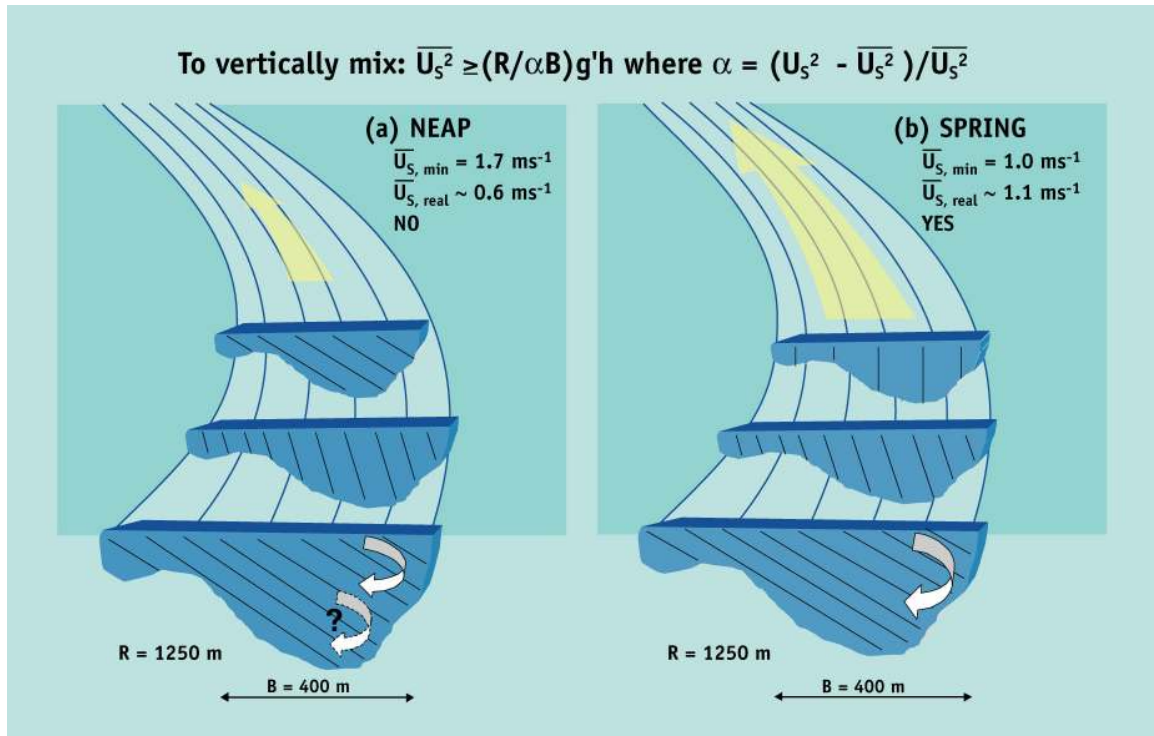 To vertically mix: U̅s̅² ≥(R/αB)g'h where α = (Us² - U̅s̅²)/U̅s̅²
(a) NEAP
U̅s, min = 1.7 ms⁻¹
U̅s, real ~ 0.6 ms⁻¹
NO
?
R = 1250 m
B = 400 m
(b) SPRING
U̅s, min = 1.0 ms⁻¹
U̅s, real ~ 1.1 ms⁻¹
YES
R = 1250 m
B = 400 m